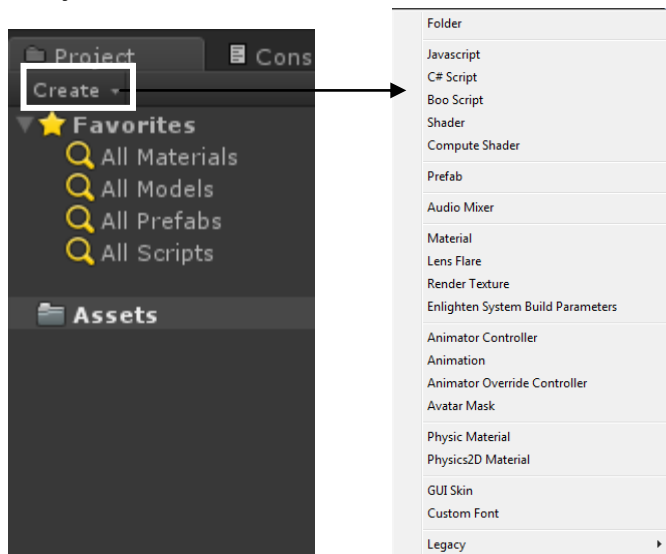 Project
Cons
Create
Favorites
All Materials
All Models
All Prefabs
All Scripts
Assets
Folder
Javascript
C# Script
Boo Script
Shader
Compute Shader
Prefab
Audio Mixer
Material
Lens Flare
Render Texture
Enlighten System Build Parameters
Animator Controller
Animation
Animator Override Controller
Avatar Mask
Physic Material
Physics2D Material
GUI Skin
Custom Font
Legacy